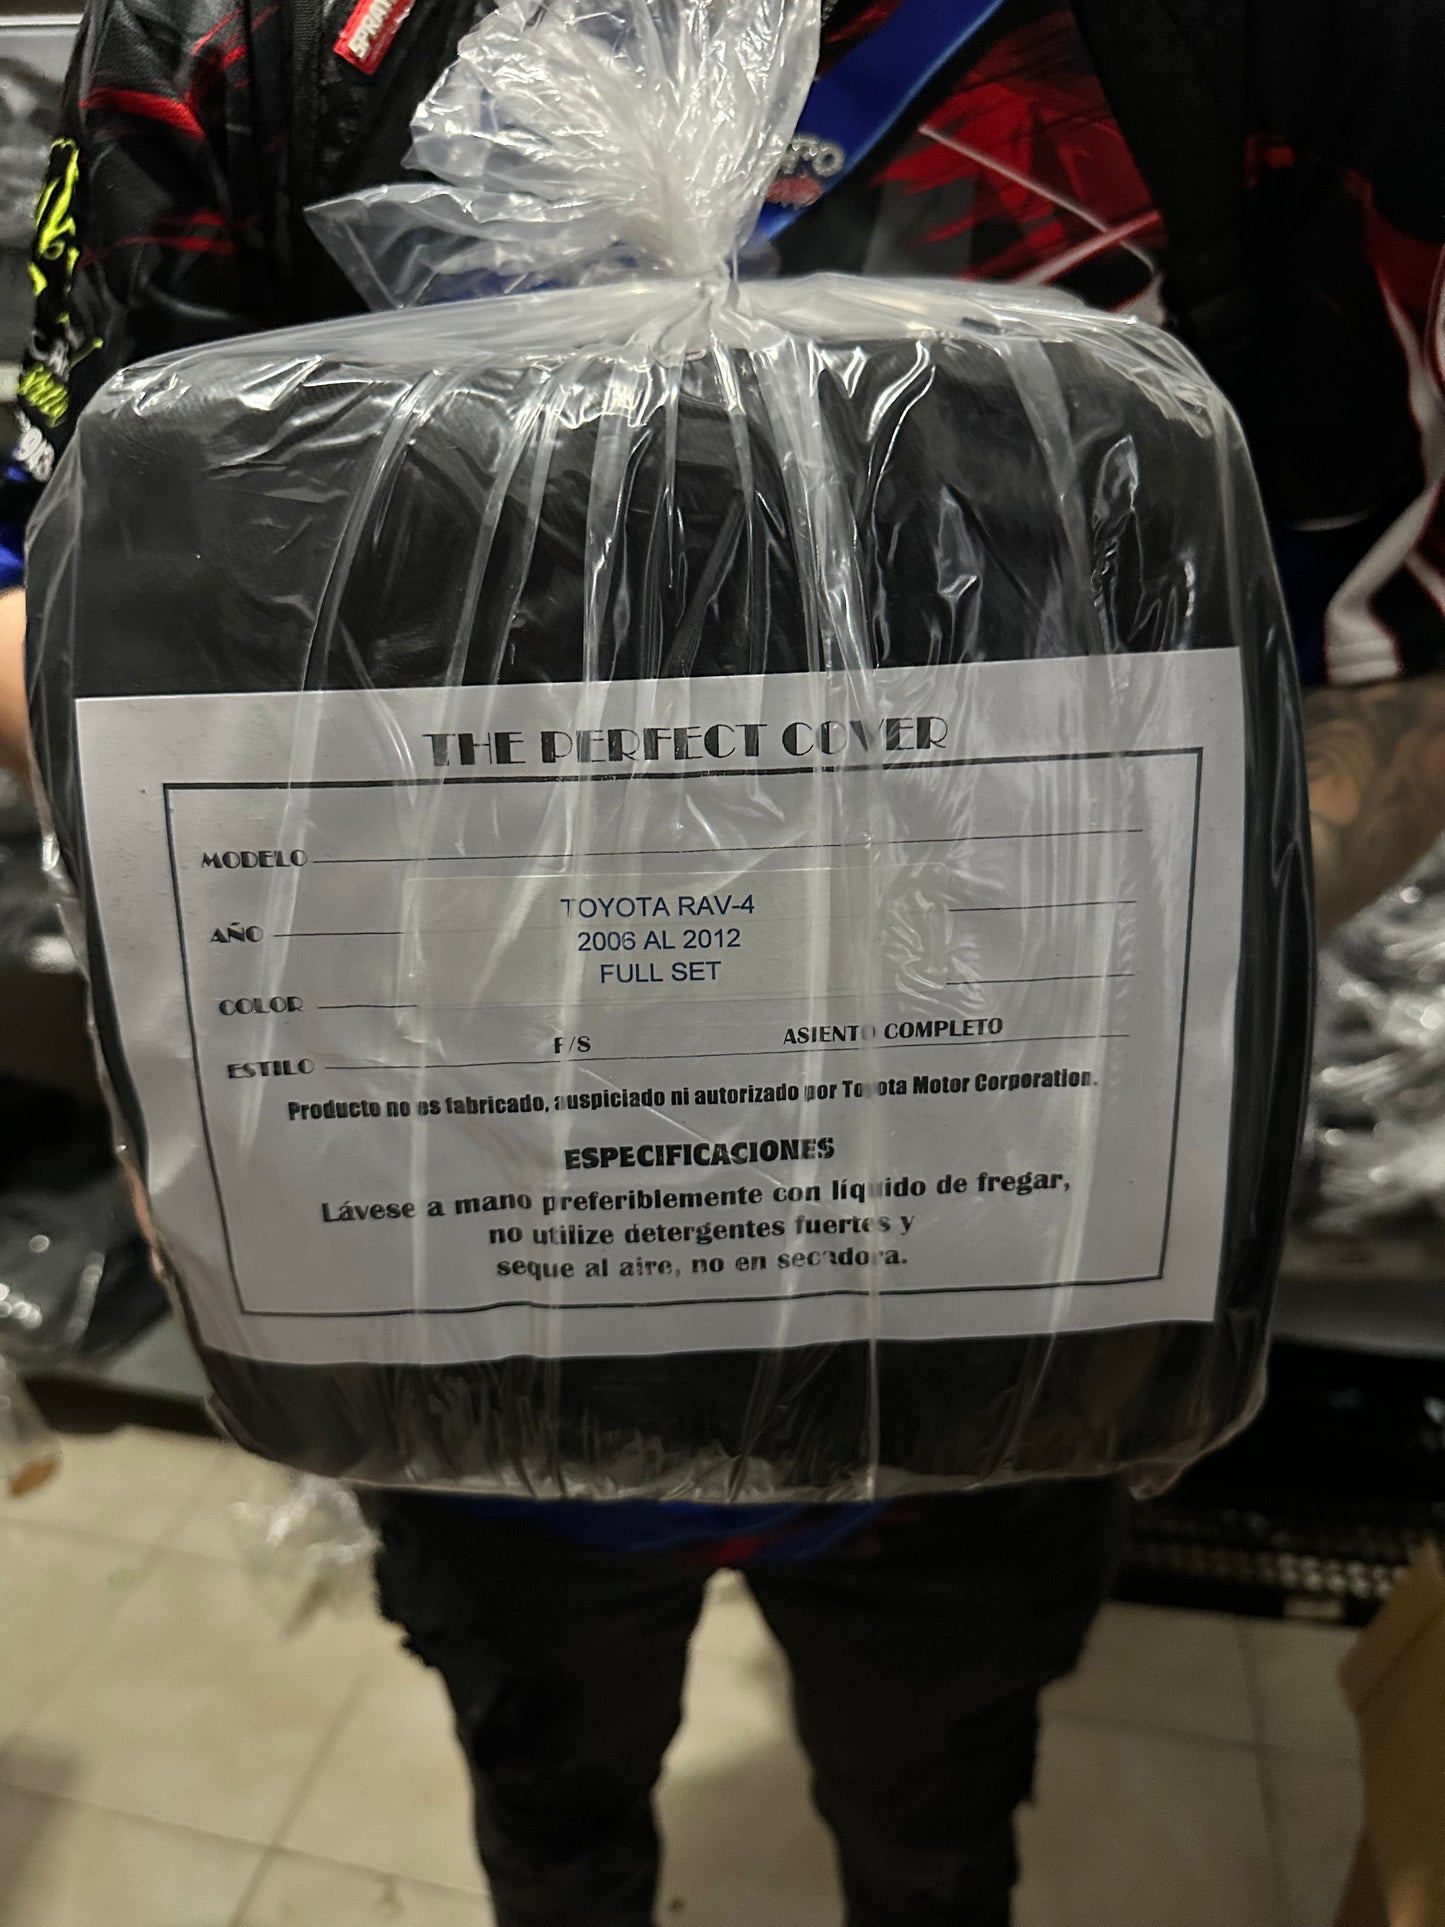 THE PERFECT COVER
MODELO
TOYOTA RAV-4
AÑO
2006 AL 2012
FULL SET
COLOR
F/S ASIENTO COMPLETO
ESTILO
Producto no es fabricado, auspiciado ni autorizado por Toyota Motor Corporation.
ESPECIFICACIONES
Lávese a mano preferiblemente con líquido de fregar,
no utilize detergentes fuertes y
seque al aire, no en secadora.